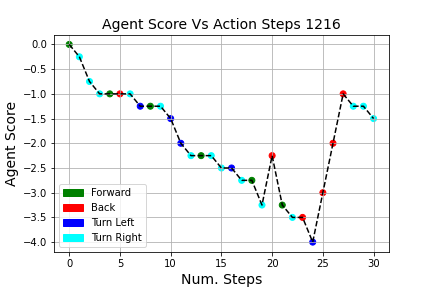 Agent Score Vs Action Steps 1216
0.0
−0.5
−1.0
−1.5
−2.0
−2.5
−3.0
−3.5
−4.0
Agent Score
Forward
Back
Turn Left
Turn Right
0 5 10 15 20 25 30
Num. Steps